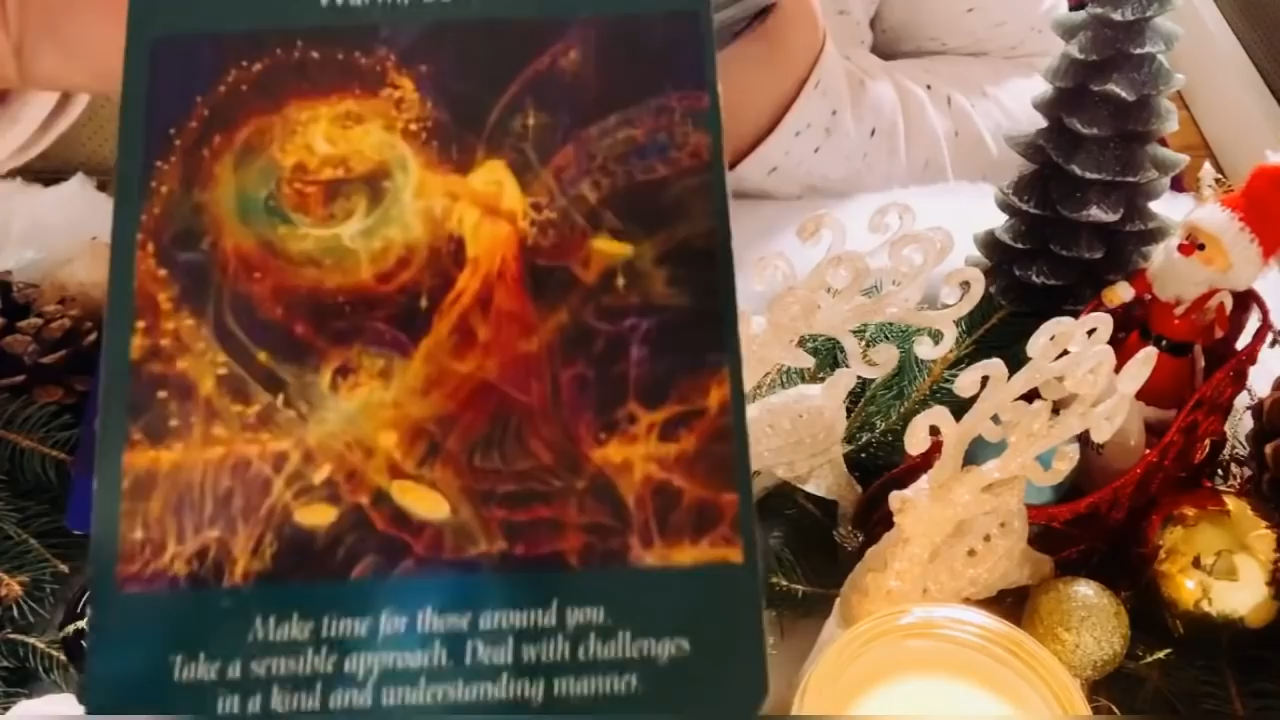 Make time for those around you.
Take a sensible approach. Deal with challenges
in a kind and understanding manner.